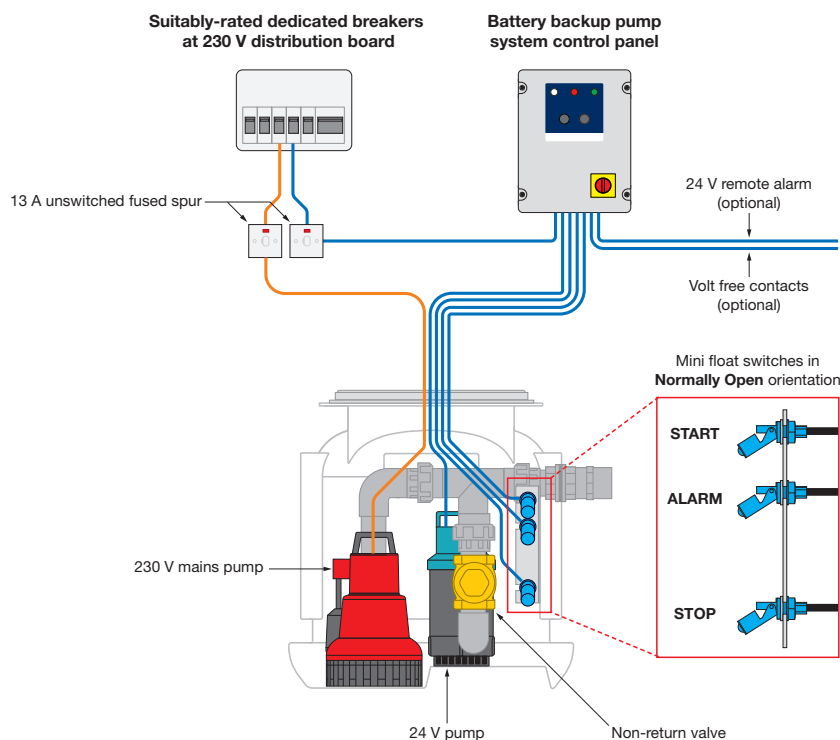 Suitably-rated dedicated breakers
at 230 V distribution board
Battery backup pump
system control panel
13 A unswitched fused spur
24 V remote alarm
(optional)
Volt free contacts
(optional)
Mini float switches in
Normally Open orientation
START
ALARM
STOP
230 V mains pump
24 V pump
Non-return valve